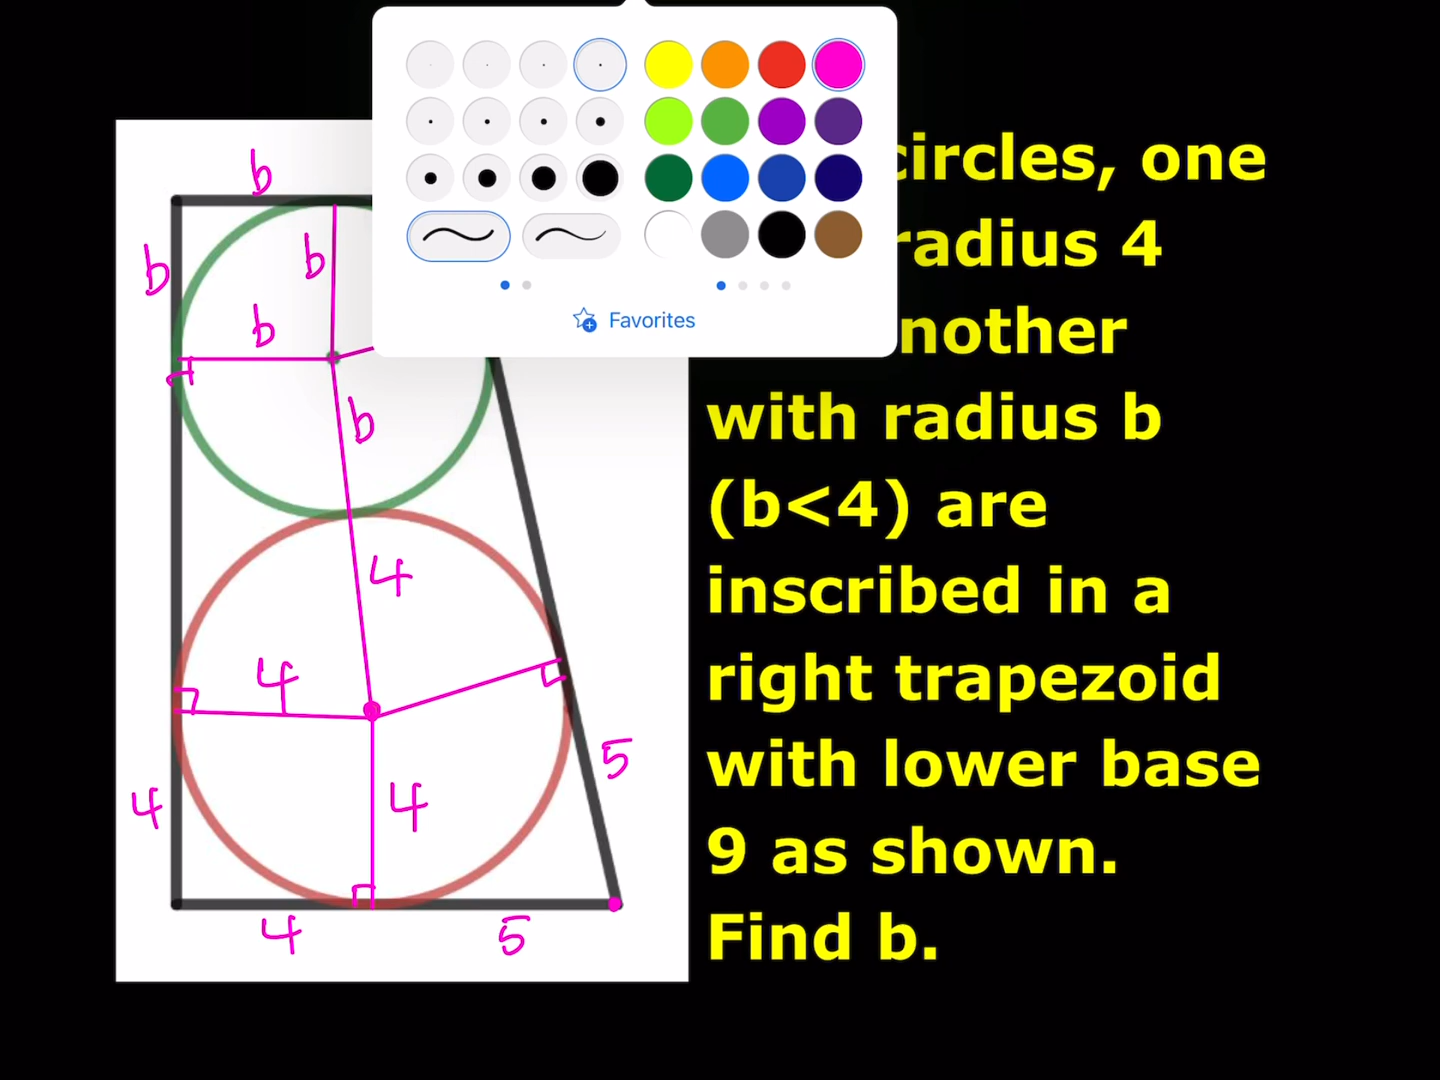 circles, one
radius 4
nother
with radius b
(b<4) are
inscribed in a
right trapezoid
with lower base
9 as shown.
Find b.
Favorites
b
b
b
b
b
4
4
4
4
5
4
5